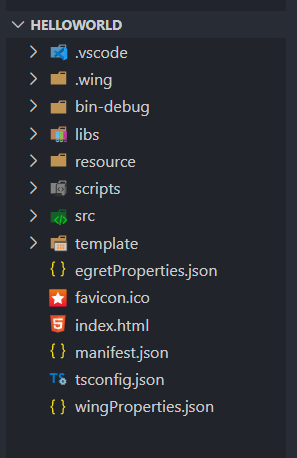 HELLOWORLD
.vscode
.wing
bin-debug
libs
resource
scripts
src
template
{} egretProperties.json
favicon.ico
index.html
{} manifest.json
TS tsconfig.json
{} wingProperties.json